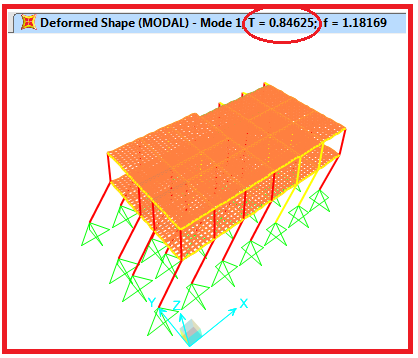 Deformed Shape (MODAL) - Mode 1; T = 0.84625; f = 1.18169
Y Z X